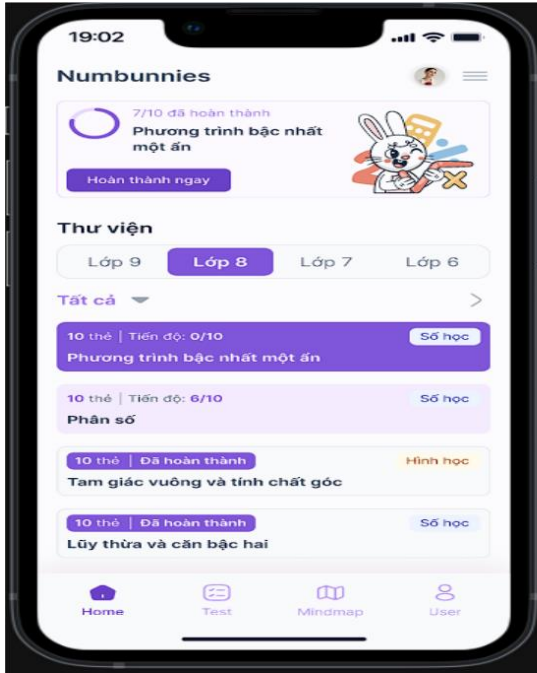 19:02
Numbunnies
7/10 đã hoàn thành
Phương trình bậc nhất
một ẩn
Hoàn thành ngay
Thư viện
Lớp 9 Lớp 8 Lớp 7 Lớp 6
Tất cả
10 thẻ | Tiến độ: 0/10 Số học
Phương trình bậc nhất một ẩn
10 thẻ | Tiến độ: 6/10 Số học
Phân số
10 thẻ | Đã hoàn thành Hình học
Tam giác vuông và tính chất góc
10 thẻ | Đã hoàn thành Số học
Lũy thừa và căn bậc hai
Home Test Mindmap User